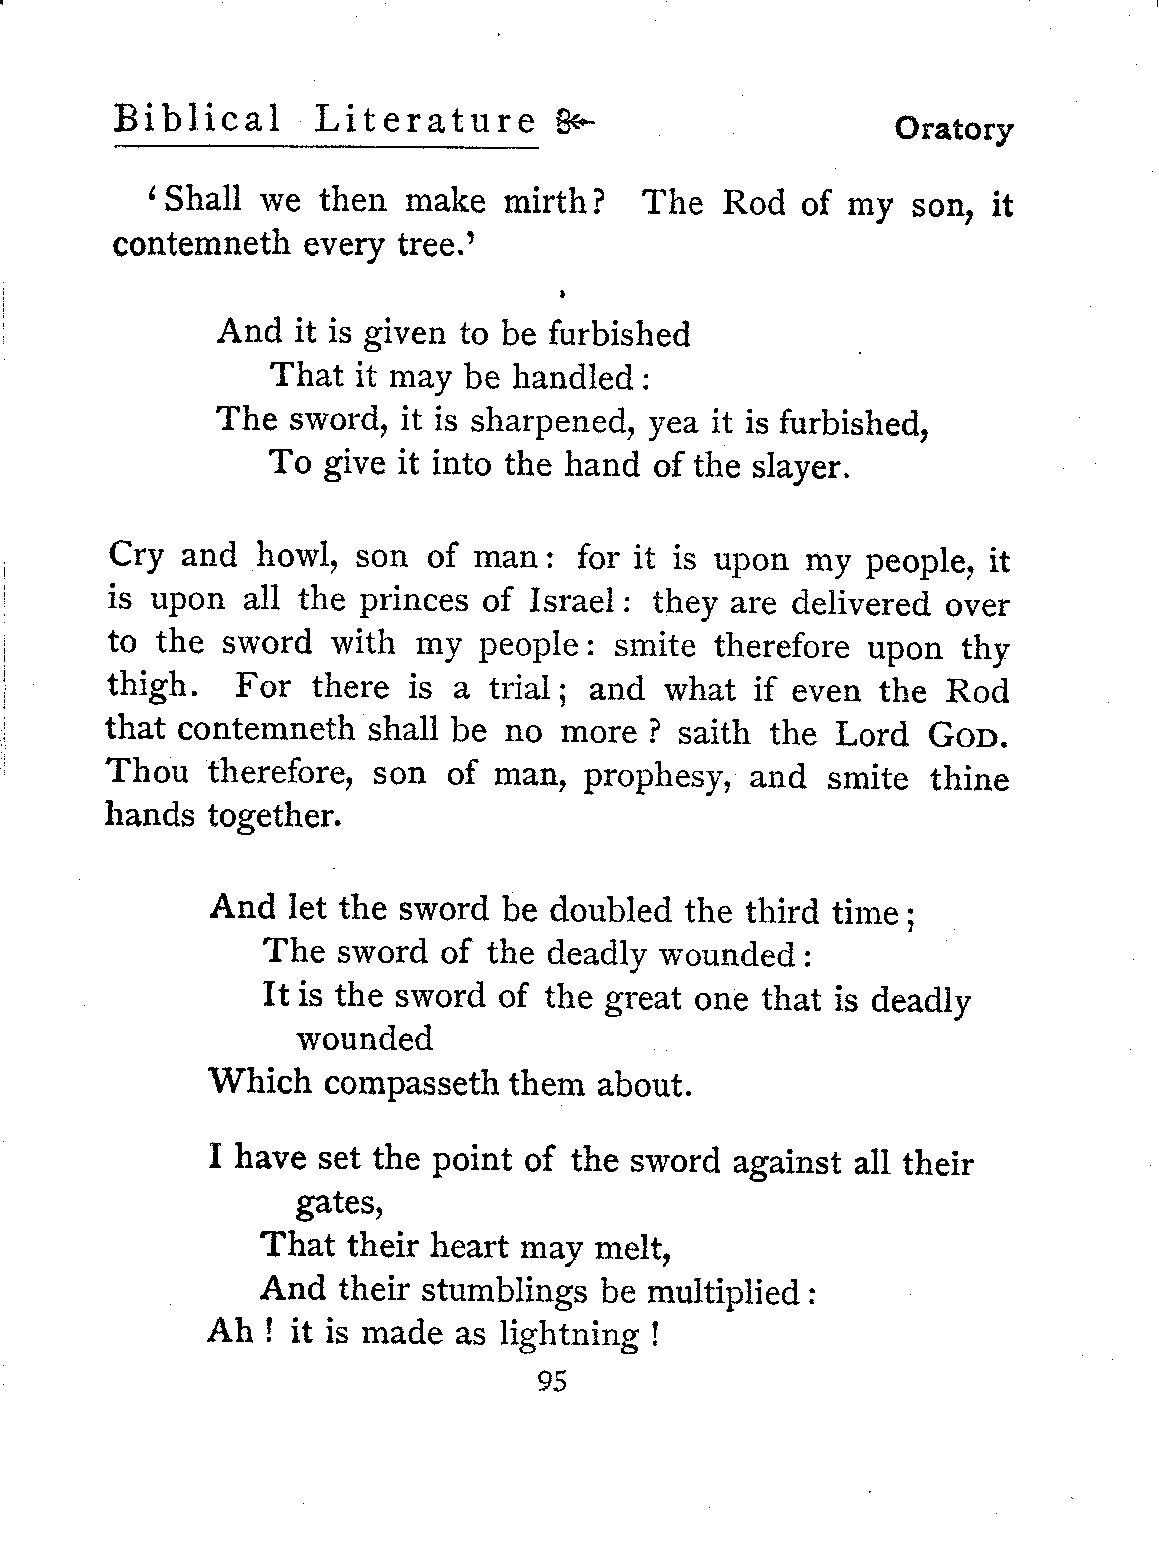 Biblical Literature Oratory
‘Shall we then make mirth? The Rod of my son, it
contemneth every tree.’
And it is given to be furbished
That it may be handled :
The sword, it is sharpened, yea it is furbished,
To give it into the hand of the slayer.
Cry and howl, son of man : for it is upon my people, it
is upon all the princes of Israel : they are delivered over
to the sword with my people : smite therefore upon thy
thigh. For there is a trial ; and what if even the Rod
that contemneth shall be no more ? saith the Lord GOD.
Thou therefore, son of man, prophesy, and smite thine
hands together.
And let the sword be doubled the third time ;
The sword of the deadly wounded :
It is the sword of the great one that is deadly
wounded
Which compasseth them about.
I have set the point of the sword against all their
gates,
That their heart may melt,
And their stumblings be multiplied :
Ah ! it is made as lightning !
95